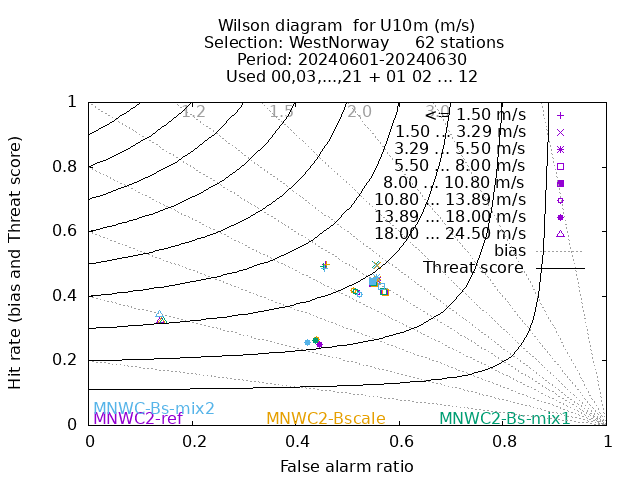 Wilson diagram  for U10m (m/s)
Selection: WestNorway     62 stations
Period: 20240601-20240630
Used 00,03,...,21 + 01 02 ... 12
1.2 1.5 2.0 3.0
<= 1.50 m/s
1.50 ... 3.29 m/s
3.29 ... 5.50 m/s
5.50 ... 8.00 m/s
8.00 ... 10.80 m/s
10.80 ... 13.89 m/s
13.89 ... 18.00 m/s
18.00 ... 24.50 m/s
bias
Threat score
1
0.8
0.6
0.4
0.2
0
Hit rate (bias and Threat score)
MNWC-Bs-mix2
MNWC2-ref MNWC2-Bscale MNWC2-Bs-mix1
0 0.2 0.4 0.6 0.8 1
False alarm ratio